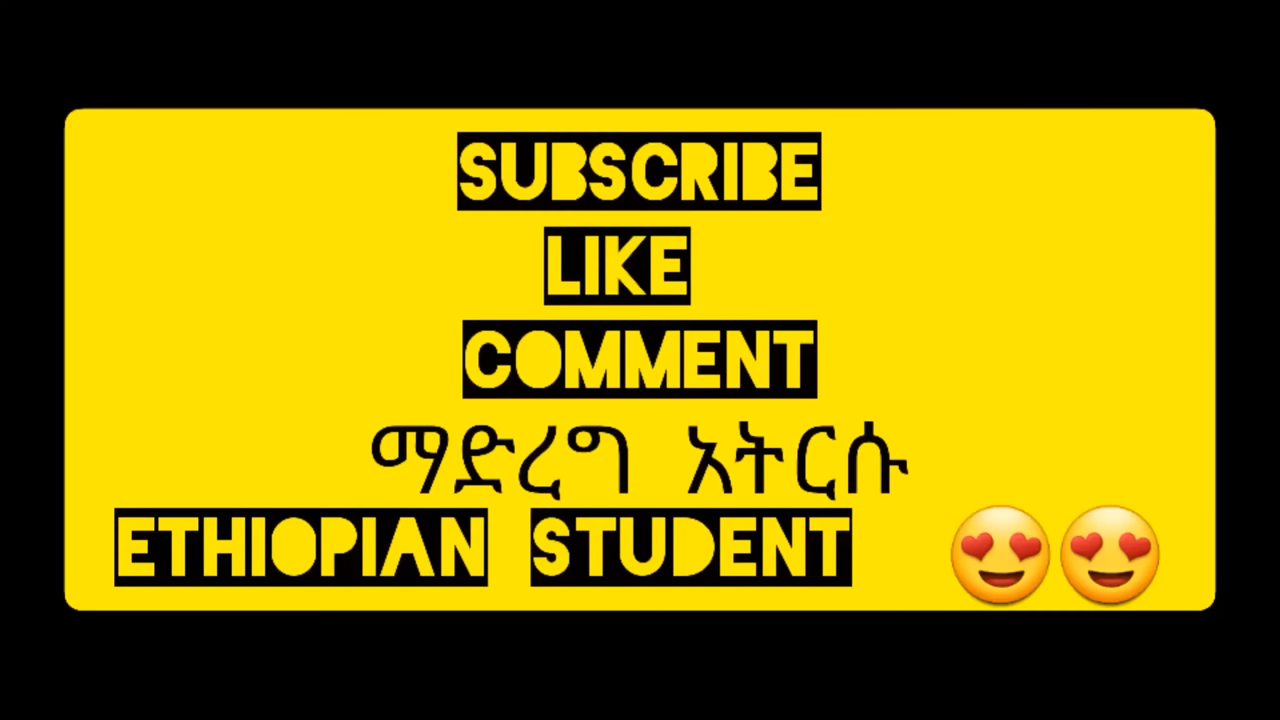 SUBSCRIBE
LIKE
COMMENT
ማድረግ አትርሱ
ETHIOPIAN STUDENT 😍😍